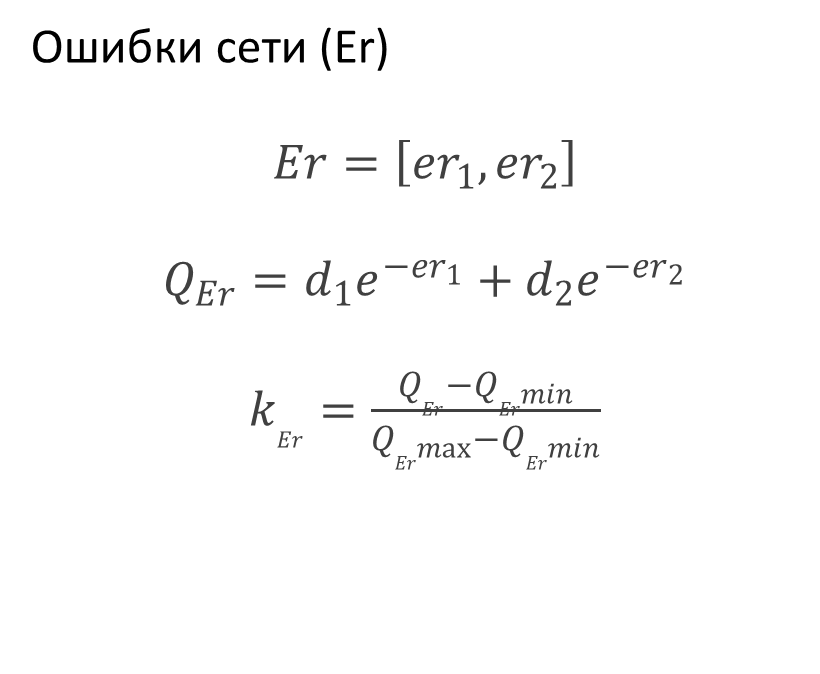 Ошибки сети (Er)
Er = [er₁, er₂]
Q_Er = d₁e^(−er₁) + d₂e^(−er₂)
k_Er = (Q_Er − Q_Er min) / (Q_Er max − Q_Er min)